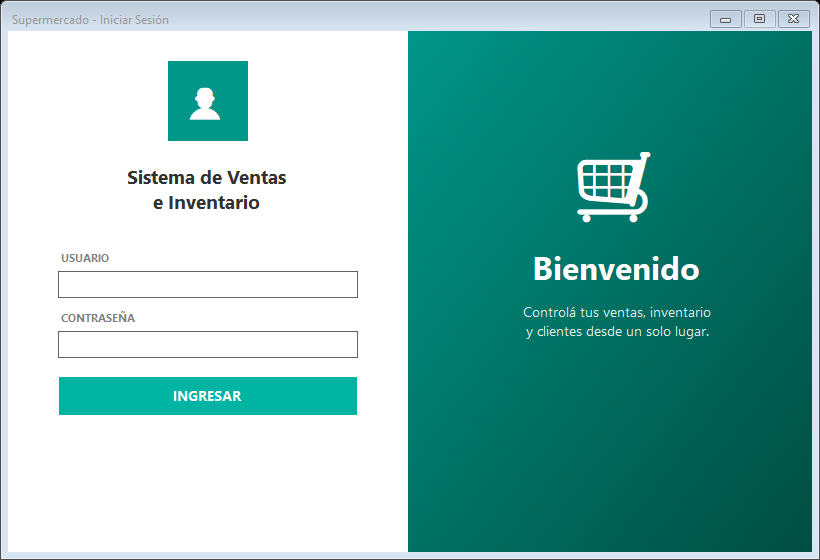 Supermercado - Iniciar Sesión
Sistema de Ventas
e Inventario
USUARIO
CONTRASEÑA
INGRESAR
Bienvenido
Controlá tus ventas, inventario
y clientes desde un solo lugar.